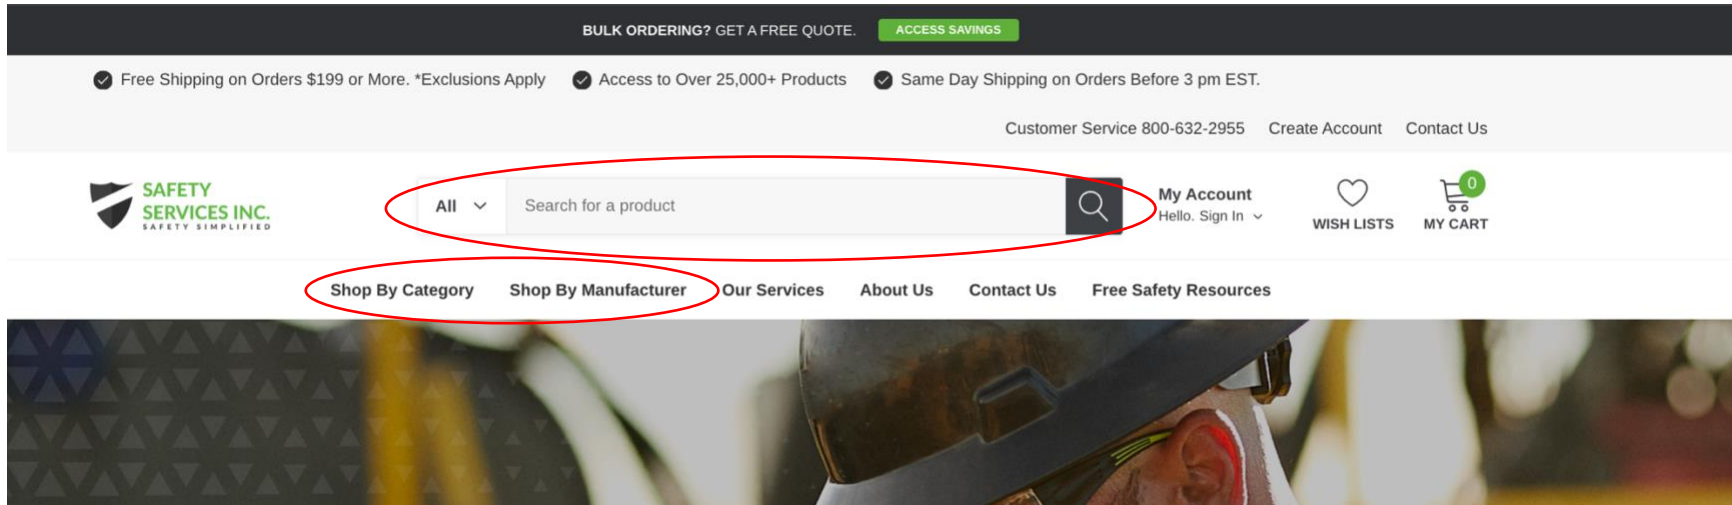 BULK ORDERING? GET A FREE QUOTE. ACCESS SAVINGS
Free Shipping on Orders $199 or More. *Exclusions Apply Access to Over 25,000+ Products Same Day Shipping on Orders Before 3 pm EST.
Customer Service 800-632-2955 Create Account Contact Us
SAFETY
SERVICES INC.
SAFETY SIMPLIFIED
All Search for a product
My Account
Hello. Sign In
WISH LISTS
0
MY CART
Shop By Category Shop By Manufacturer Our Services About Us Contact Us Free Safety Resources